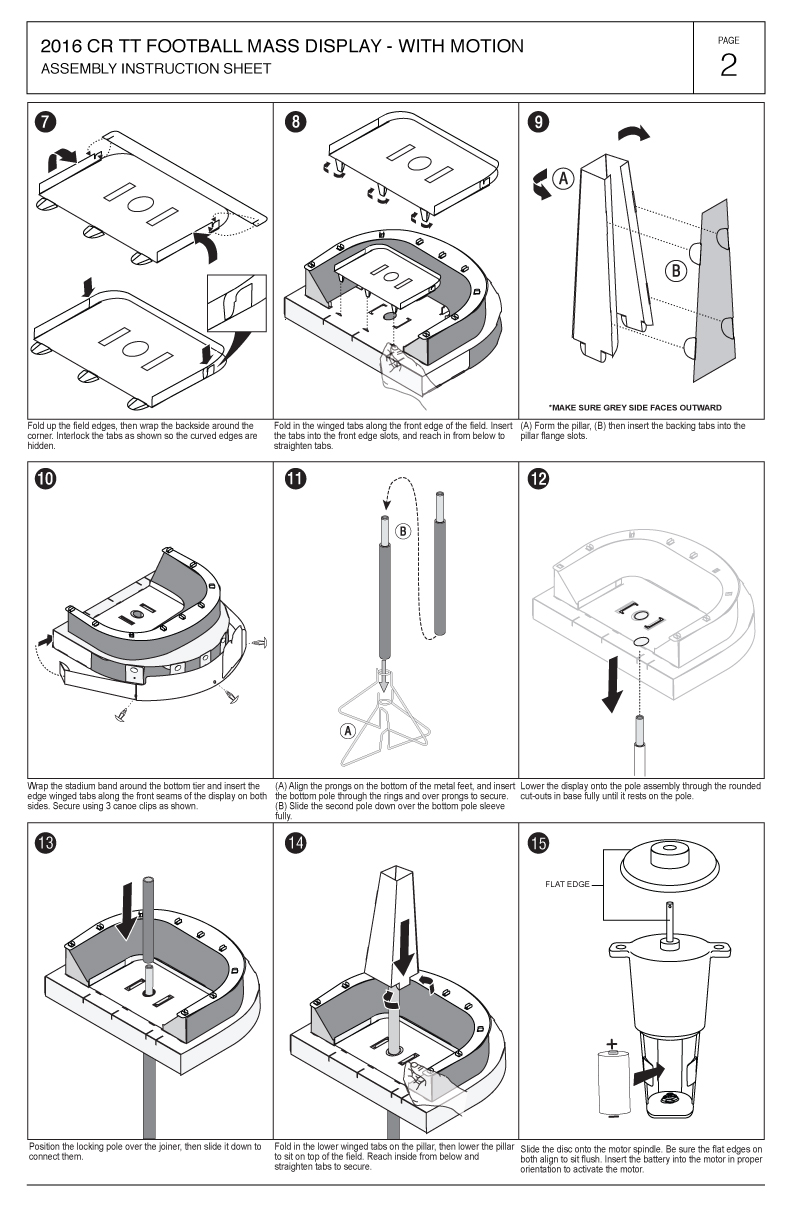 2016 CR TT FOOTBALL MASS DISPLAY - WITH MOTION
ASSEMBLY INSTRUCTION SHEET
PAGE
2
7
8
9
A
B
*MAKE SURE GREY SIDE FACES OUTWARD
Fold up the field edges, then wrap the backside around the
corner. Interlock the tabs as shown so the curved edges are
hidden.
Fold in the winged tabs along the front edge of the field. Insert
the tabs into the front edge slots, and reach in from below to
straighten tabs.
(A) Form the pillar, (B) then insert the backing tabs into the
pillar flange slots.
10
11
B
A
12
Wrap the stadium band around the bottom tier and insert the
edge winged tabs along the front seams of the display on both
sides. Secure using 3 canoe clips as shown.
(A) Align the prongs on the bottom of the metal feet, and insert
the bottom pole through the rings and over prongs to secure.
(B) Slide the second pole down over the bottom pole sleeve
fully.
Lower the display onto the pole assembly through the rounded
cut-outs in base fully until it rests on the pole.
13
14
15
FLAT EDGE
+
–
Position the locking pole over the joiner, then slide it down to
connect them.
Fold in the lower winged tabs on the pillar, then lower the pillar
to sit on top of the field. Reach inside from below and
straighten tabs to secure.
Slide the disc onto the motor spindle. Be sure the flat edges on
both align to sit flush. Insert the battery into the motor in proper
orientation to activate the motor.